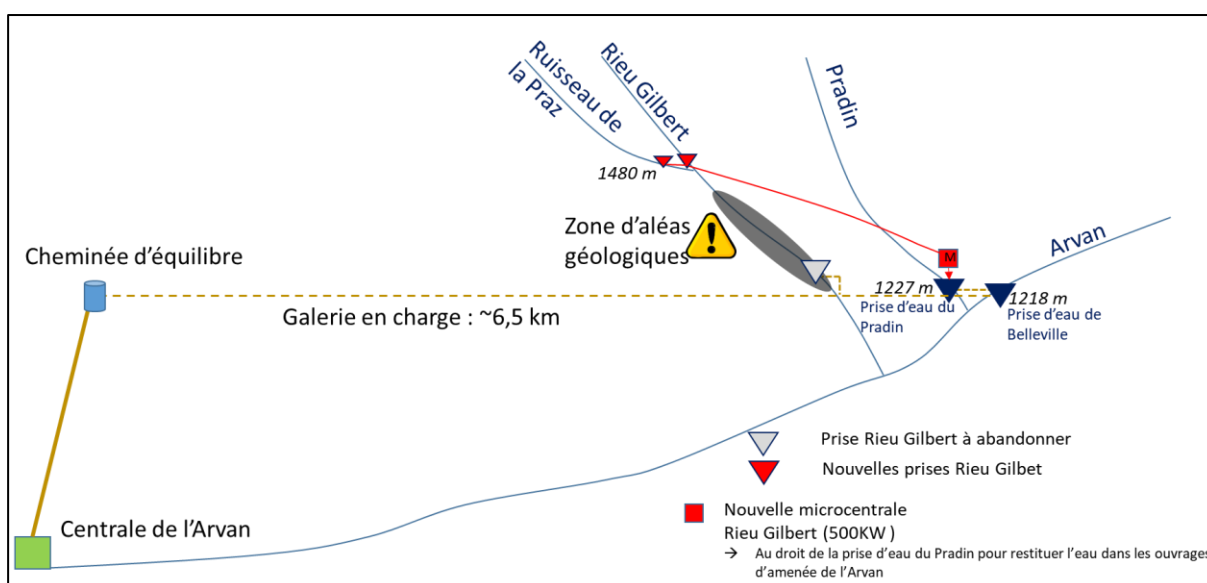 Ruisseau de
la Praz
Rieu Gilbert
Pradin
1480 m
Zone d'aléas
géologiques
Arvan
Cheminée d'équilibre
M
1227 m
1218 m
Prise d'eau du
Pradin
Prise d'eau de
Belleville
Galerie en charge : ~6,5 km
Prise Rieu Gilbert à abandonner
Nouvelles prises Rieu Gilbet
Centrale de l'Arvan
Nouvelle microcentrale
Rieu Gilbert (500KW )
→ Au droit de la prise d'eau du Pradin pour restituer l'eau dans les ouvrages
d'amenée de l'Arvan